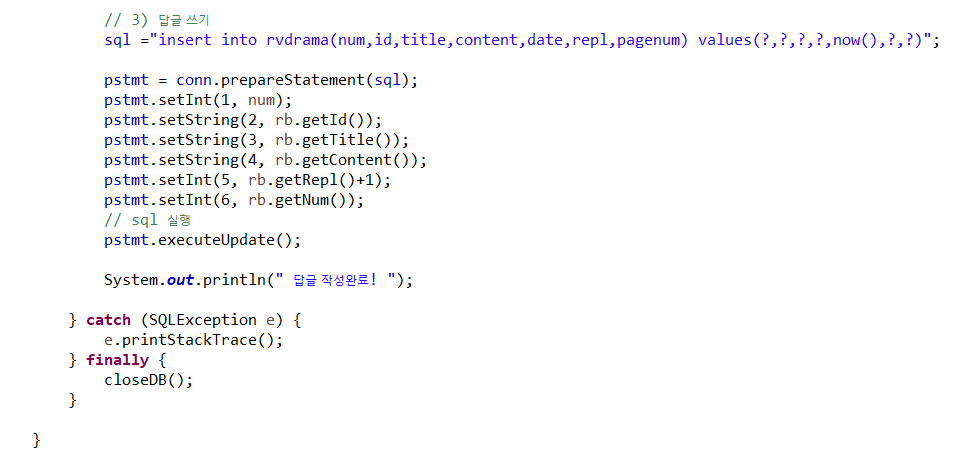 // 3) 답글 쓰기
sql ="insert into rvdrama(num,id,title,content,date,repl,pagenum) values(?,?,?,?,now(),?,?)";
pstmt = conn.prepareStatement(sql);
pstmt.setInt(1, num);
pstmt.setString(2, rb.getId());
pstmt.setString(3, rb.getTitle());
pstmt.setString(4, rb.getContent());
pstmt.setInt(5, rb.getRepl()+1);
pstmt.setInt(6, rb.getNum());
// sql 실행
pstmt.executeUpdate();
System.out.println(" 답글 작성완료! ");
} catch (SQLException e) {
e.printStackTrace();
} finally {
closeDB();
}
}